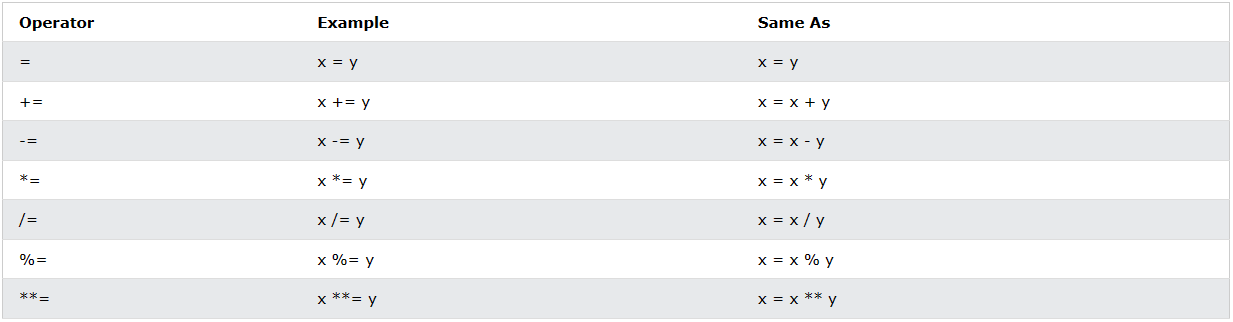 Operator Example Same As
= x = y x = y
+= x += y x = x + y
-= x -= y x = x - y
*= x *= y x = x * y
/= x /= y x = x / y
%= x %= y x = x % y
**= x **= y x = x ** y